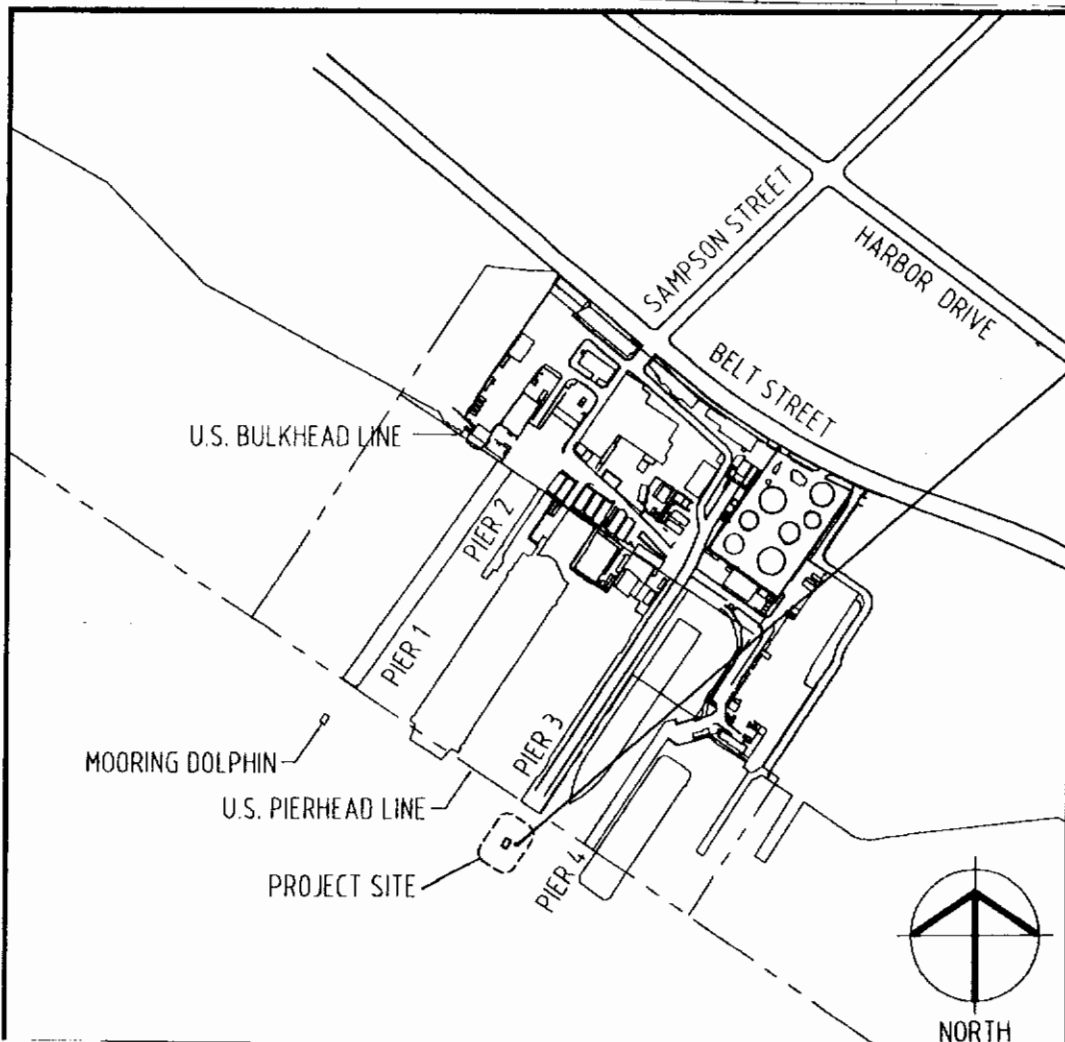 SAMPSON STREET
HARBOR DRIVE
BELT STREET
U.S. BULKHEAD LINE
PIER 2
PIER 1
PIER 3
MOORING DOLPHIN
U.S. PIERHEAD LINE
PIER 4
PROJECT SITE
NORTH